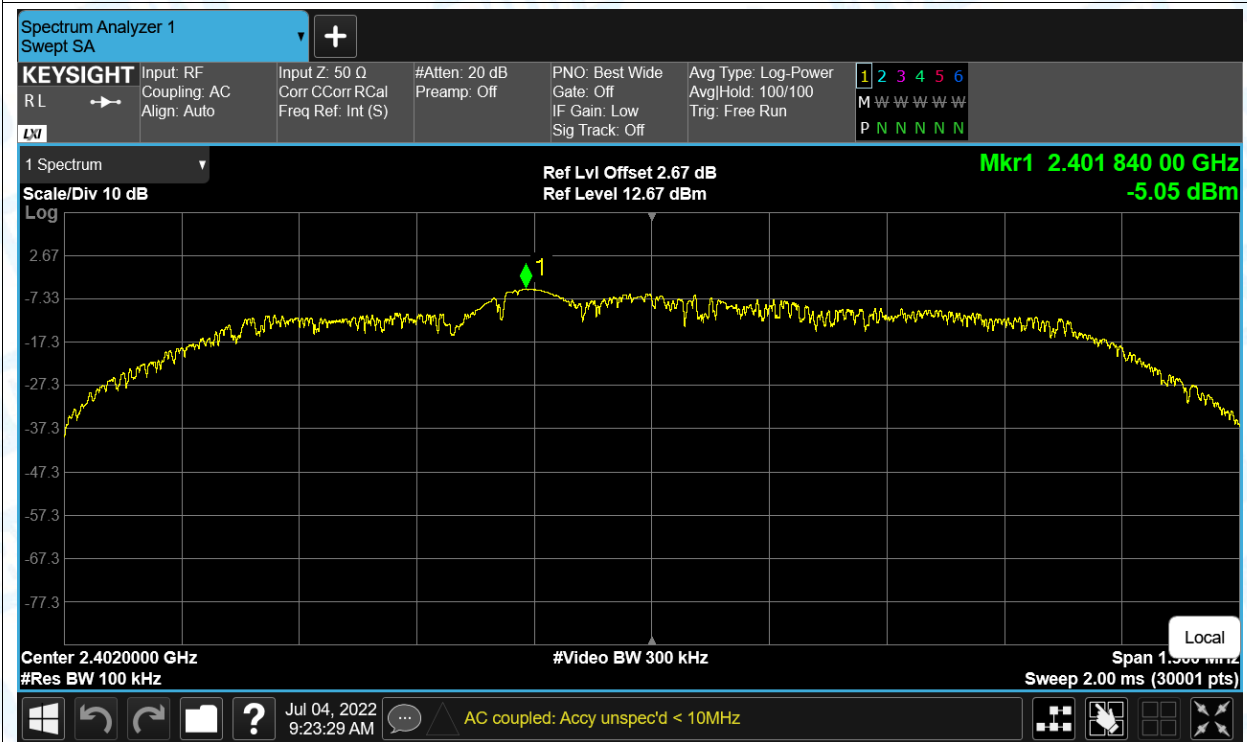 Spectrum Analyzer 1
Swept SA
KEYSIGHT
R L
LXI
Input: RF
Coupling: AC
Align: Auto
Input Z: 50 Ω
Corr CCorr RCal
Freq Ref: Int (S)
#Atten: 20 dB
Preamp: Off
PNO: Best Wide
Gate: Off
IF Gain: Low
Sig Track: Off
Avg Type: Log-Power
Avg|Hold: 100/100
Trig: Free Run
1 2 3 4 5 6
M W W W W W
P N N N N N
1 Spectrum
Scale/Div 10 dB
Log
Ref Lvl Offset 2.67 dB
Ref Level 12.67 dBm
Mkr1 2.401 840 00 GHz
-5.05 dBm
1
2.67
-7.33
-17.3
-27.3
-37.3
-47.3
-57.3
-67.3
-77.3
Local
Center 2.4020000 GHz
#Video BW 300 kHz
Span
#Res BW 100 kHz
Sweep 2.00 ms (30001 pts)
?
Jul 04, 2022
9:23:29 AM
AC coupled: Accy unspec'd < 10MHz